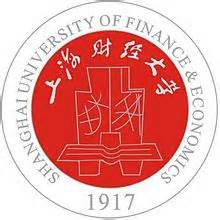 SHANGHAI UNIVERSITY OF FINANCE & ECONOMICS
上海财经大学
1917